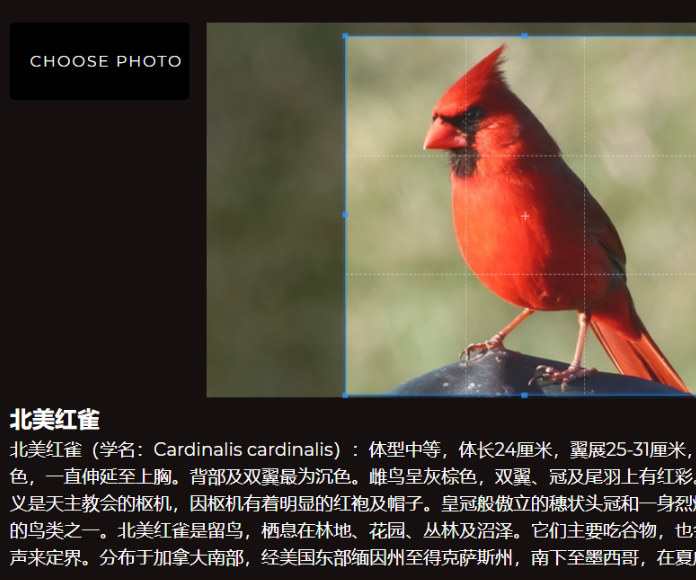 CHOOSE PHOTO
北美红雀
北美红雀（学名：Cardinalis cardinalis）：体型中等，体长24厘米，翼展25-31厘米，
色，一直伸延至上胸。背部及双翼最为沉色。雌鸟呈灰棕色，双翼、冠及尾羽上有红彩。
义是天主教会的枢机，因枢机有着明显的红袍及帽子。皇冠般傲立的穗状头冠和一身烈
的鸟类之一。北美红雀是留鸟，栖息在林地、花园、丛林及沼泽。它们主要吃谷物，也
声来定界。分布于加拿大南部，经美国东部缅因州至得克萨斯州，南下至墨西哥，在夏